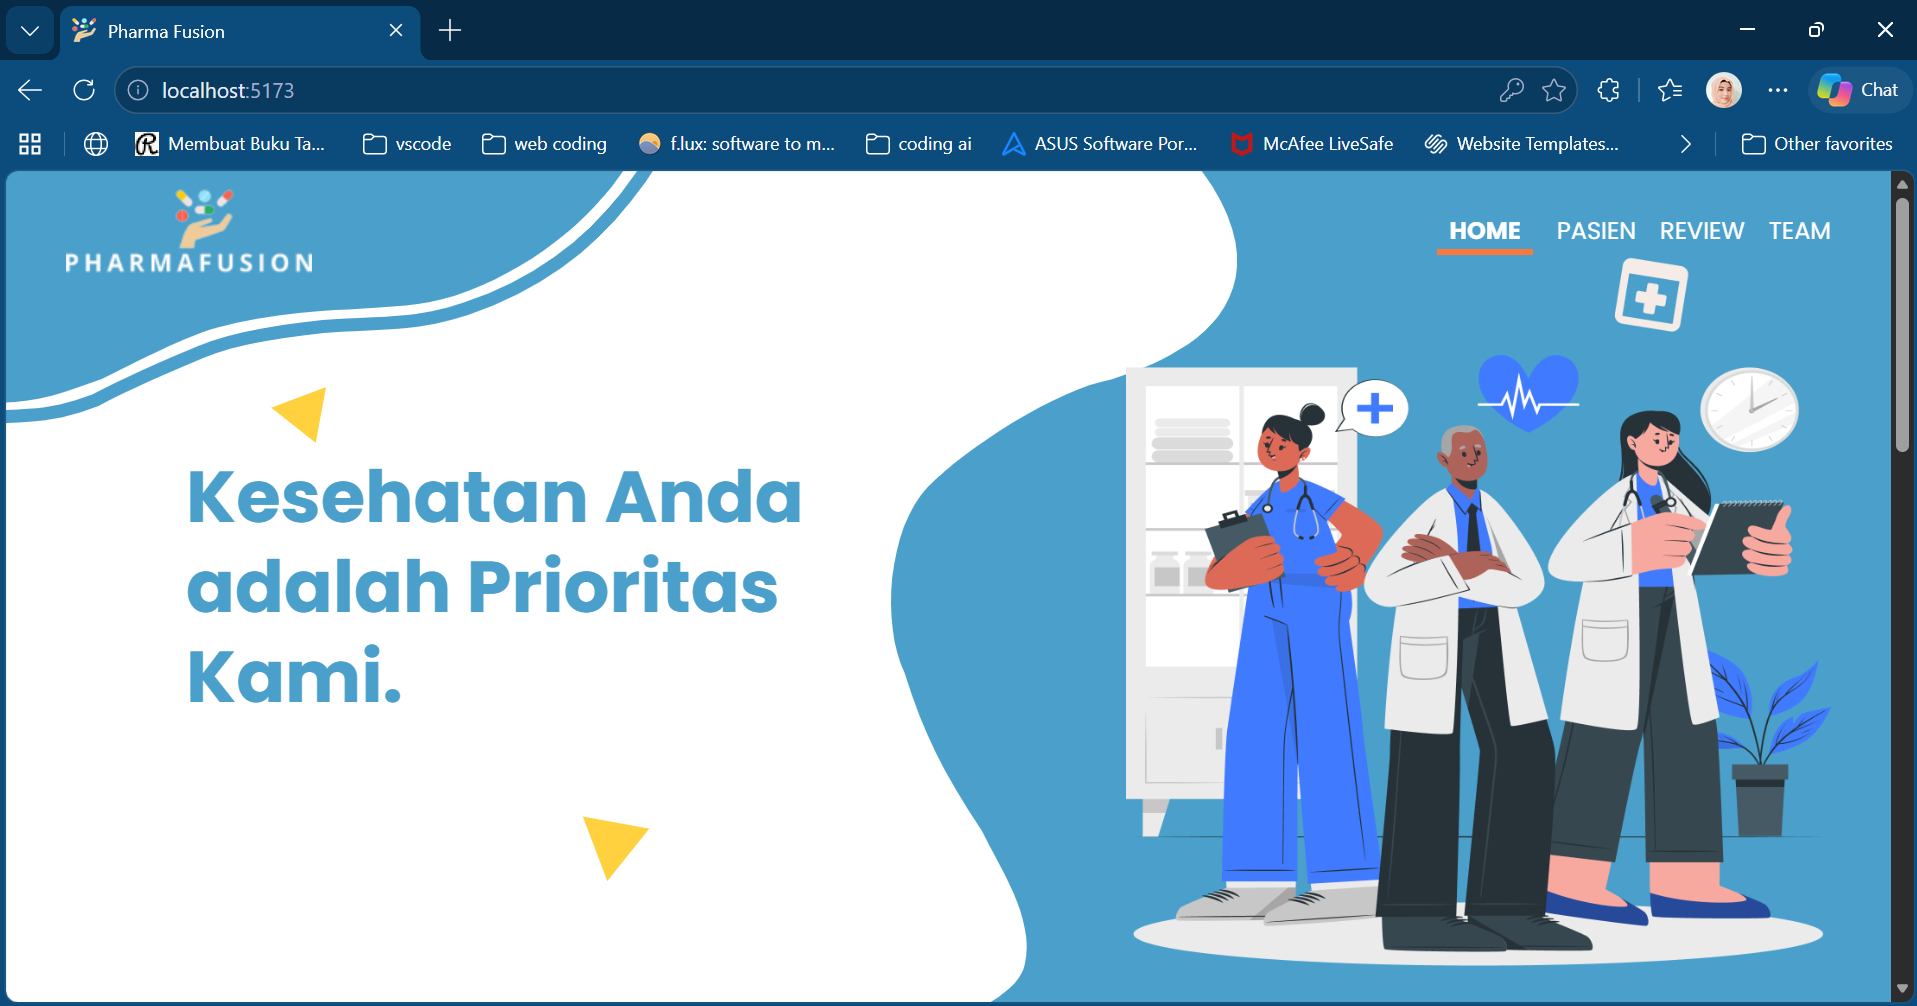 Pharma Fusion
localhost:5173
Chat
Membuat Buku Ta...
vscode
web coding
f.lux: software to m...
coding ai
ASUS Software Por...
McAfee LiveSafe
Website Templates...
Other favorites
PHARMAFUSION
HOME PASIEN REVIEW TEAM
Kesehatan Anda
adalah Prioritas
Kami.